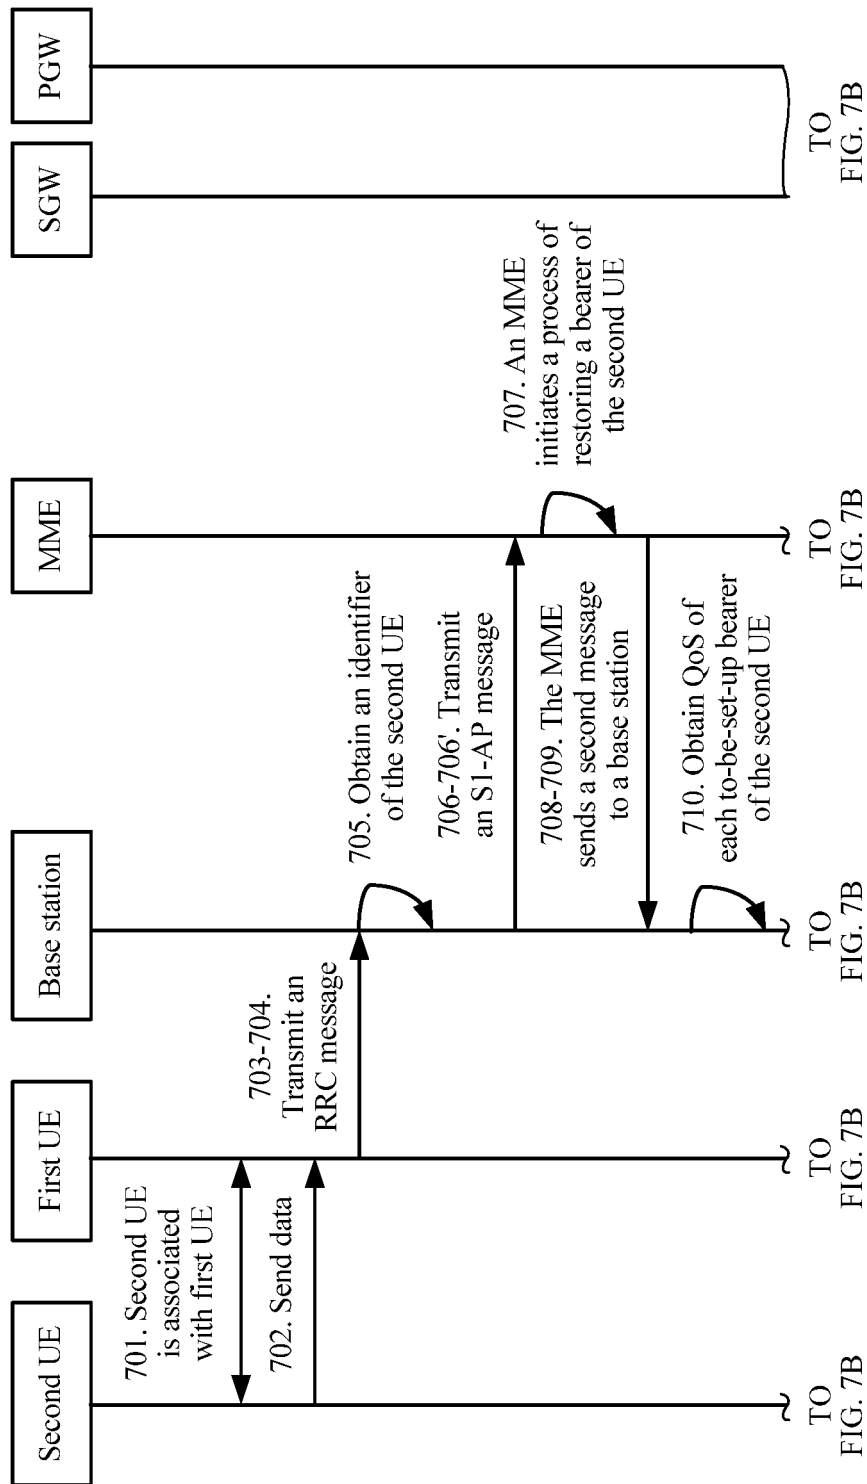 Second UE
First UE
Base station
MME
SGW
PGW
701. Second UE
is associated
with first UE
702. Send data
703-704.
Transmit an
RRC message
705. Obtain an identifier
of the second UE
706-706'. Transmit
an S1-AP message
707. An MME
initiates a process of
restoring a bearer of
the second UE
708-709. The MME
sends a second message
to a base station
710. Obtain QoS of
each to-be-set-up bearer
of the second UE
TO
FIG. 7B
TO
FIG. 7B
TO
FIG. 7B
TO
FIG. 7B
TO
FIG. 7B